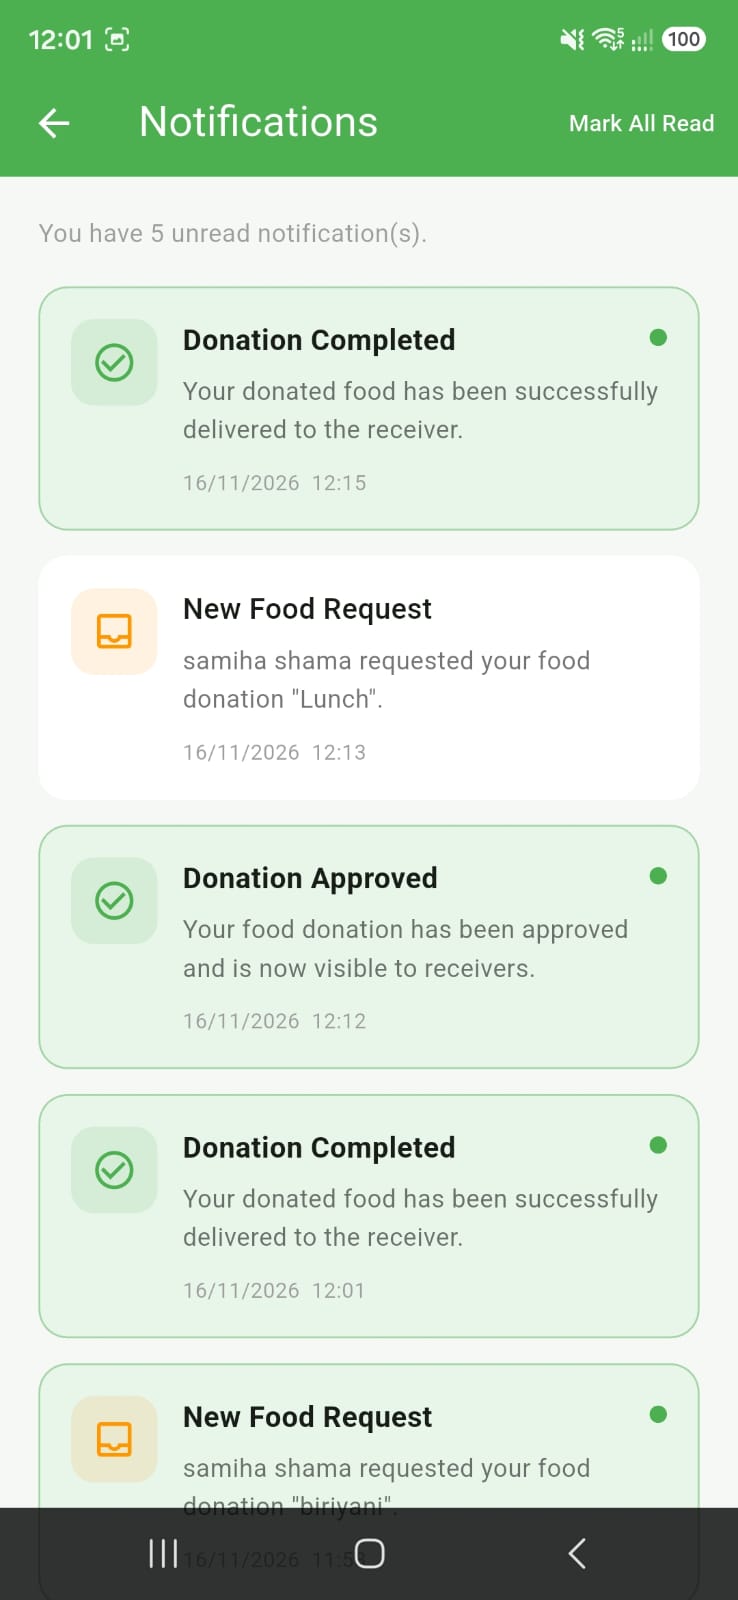 12:01
5
100
Notifications
Mark All Read
You have 5 unread notification(s).
Donation Completed
Your donated food has been successfully
delivered to the receiver.
16/11/2026 12:15
New Food Request
samiha shama requested your food
donation "Lunch".
16/11/2026 12:13
Donation Approved
Your food donation has been approved
and is now visible to receivers.
16/11/2026 12:12
Donation Completed
Your donated food has been successfully
delivered to the receiver.
16/11/2026 12:01
New Food Request
samiha shama requested your food
donation "biriyani".
16/11/2026